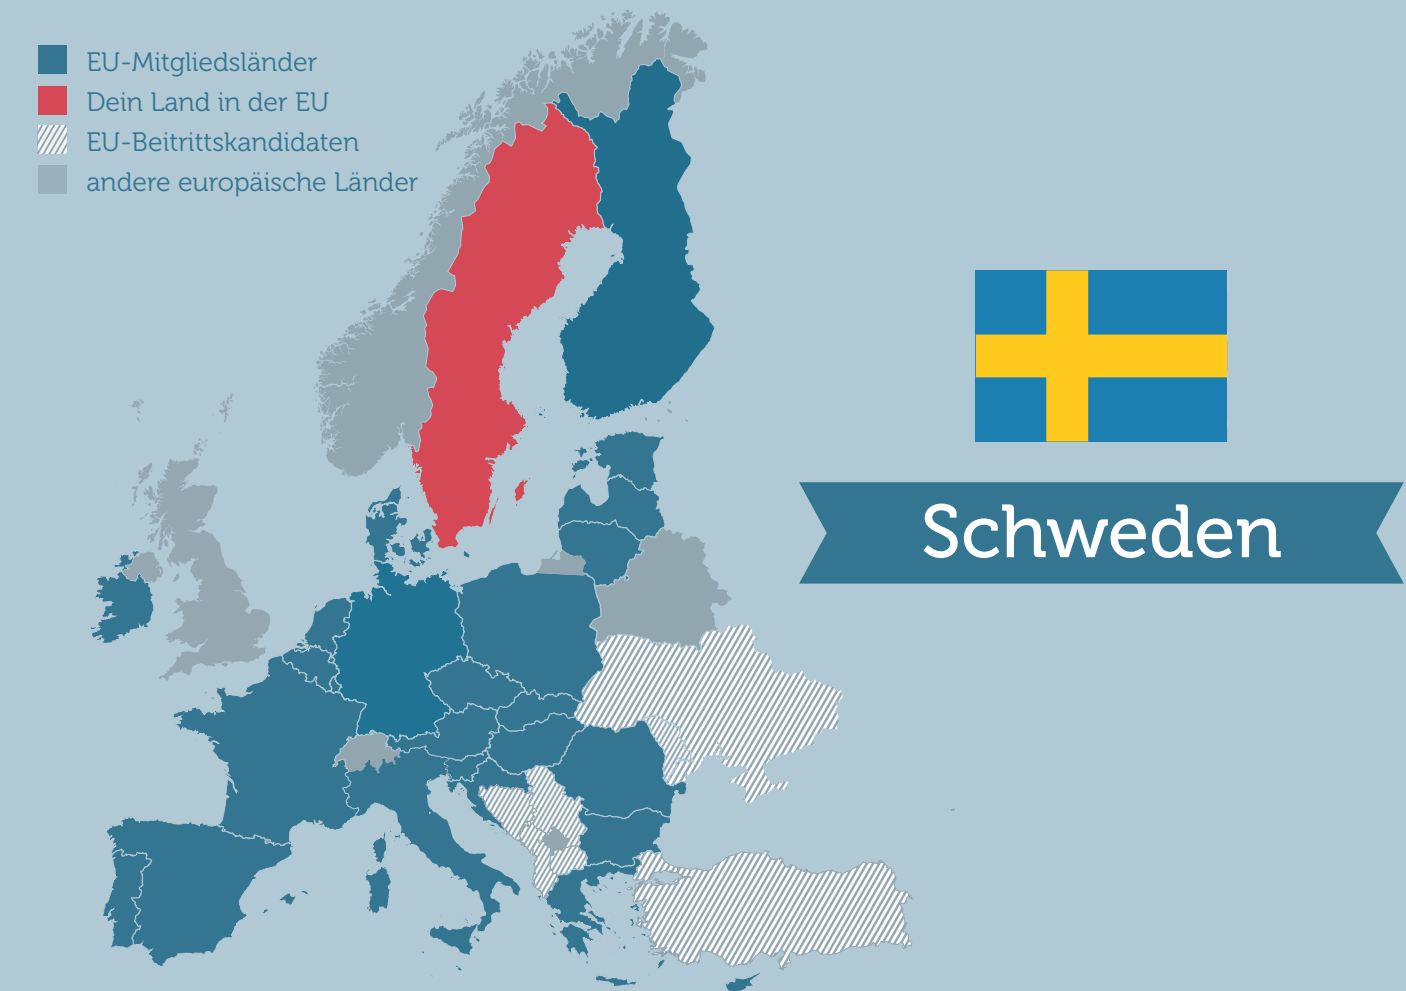 EU-Mitgliedsländer
Dein Land in der EU
EU-Beitrittskandidaten
andere europäische Länder
Schweden